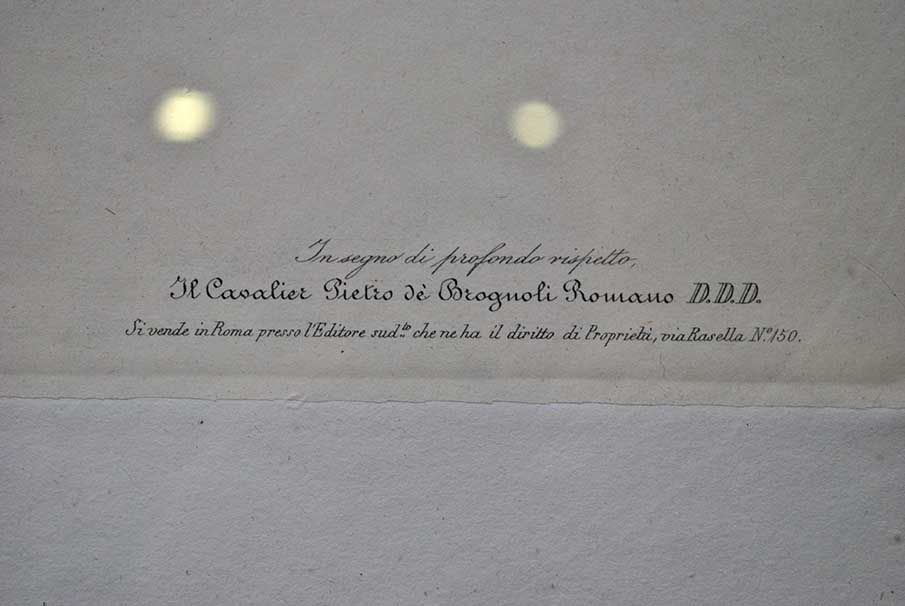 In segno di profondo rispetto,
Il Cavalier Pietro dè Brognoli Romano D.D.D.
Si vende in Roma presso l'Editore sud.to che ne ha il diritto di Proprietà, via Rasella N.º 150.